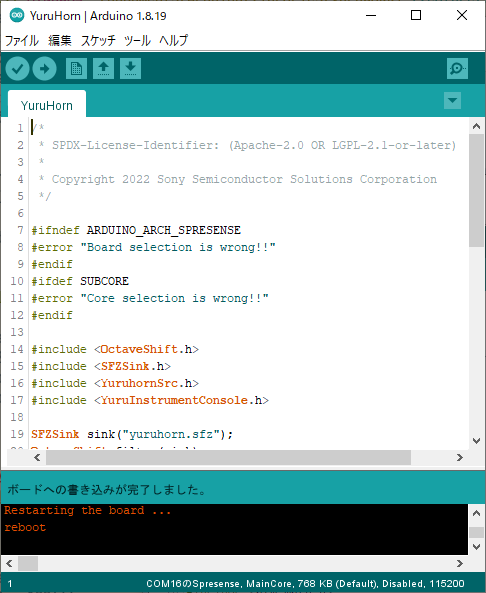 YuruHorn | Arduino 1.8.19
ファイル 編集 スケッチ ツール ヘルプ
YuruHorn
1 /*
2 * SPDX-License-Identifier: (Apache-2.0 OR LGPL-2.1-or-later)
3 *
4 * Copyright 2022 Sony Semiconductor Solutions Corporation
5 */
6
7 #ifndef ARDUINO_ARCH_SPRESENSE
8 #error "Board selection is wrong!!"
9 #endif
10 #ifdef SUBCORE
11 #error "Core selection is wrong!!"
12 #endif
13
14 #include <OctaveShift.h>
15 #include <SFZSink.h>
16 #include <YuruhornSrc.h>
17 #include <YuruInstrumentConsole.h>
18
19 SFZSink sink("yuruhorn.sfz");
ボードへの書き込みが完了しました。
Restarting the board ...
reboot
1 COM16のSpresense, MainCore, 768 KB (Default), Disabled, 115200